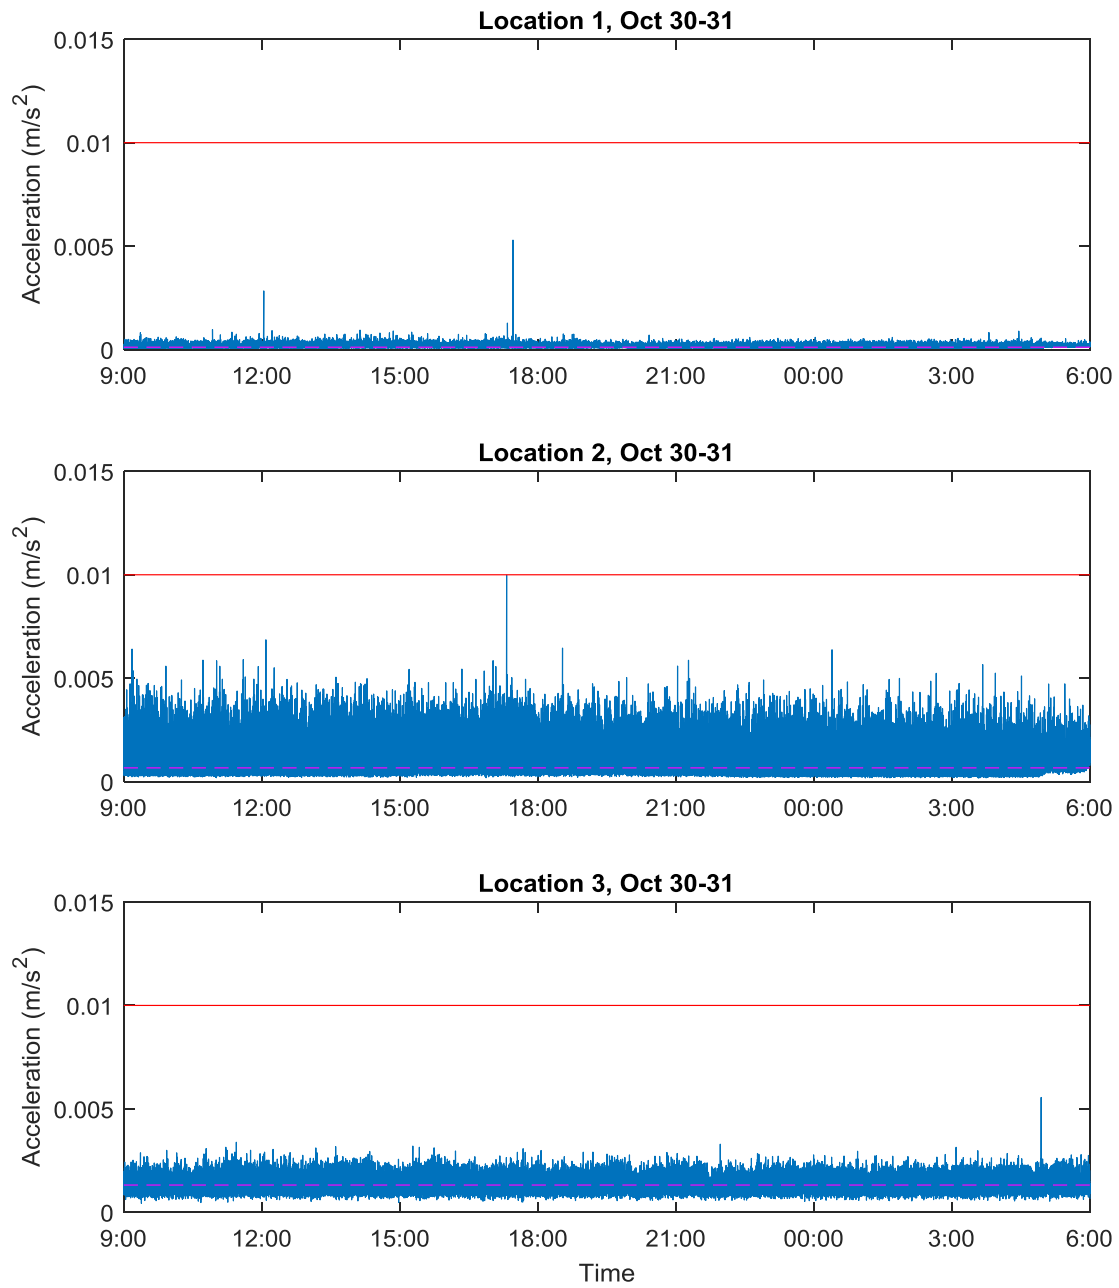 Location 1, Oct 30-31
Acceleration (m/s²)
0.015
0.01
0.005
0
9:00 12:00 15:00 18:00 21:00 00:00 3:00 6:00
Location 2, Oct 30-31
Acceleration (m/s²)
0.015
0.01
0.005
0
9:00 12:00 15:00 18:00 21:00 00:00 3:00 6:00
Location 3, Oct 30-31
Acceleration (m/s²)
0.015
0.01
0.005
0
9:00 12:00 15:00 18:00 21:00 00:00 3:00 6:00
Time